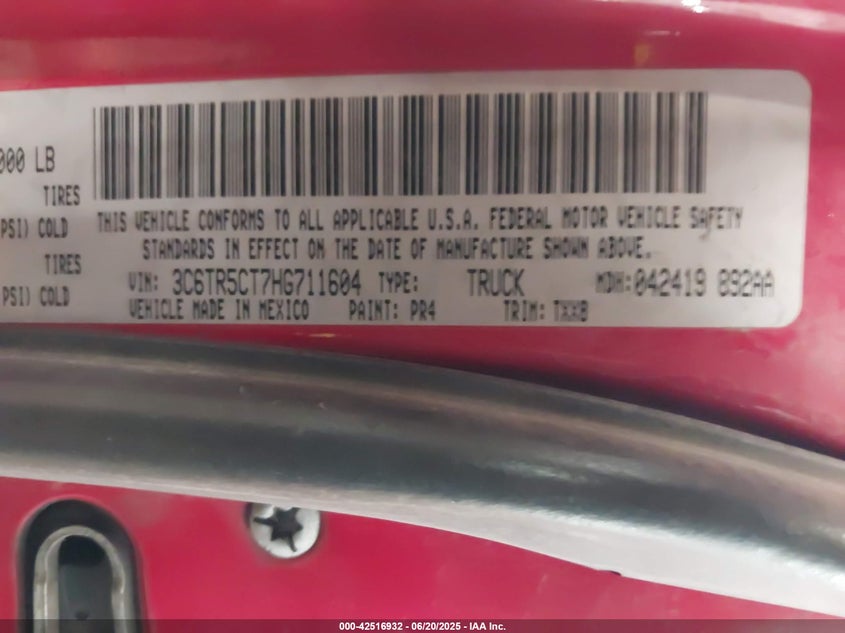 000 LB
TIRES
THIS VEHICLE CONFORMS TO ALL APPLICABLE U.S.A. FEDERAL MOTOR VEHICLE SAFETY
PSI) COLD
STANDARDS IN EFFECT ON THE DATE OF MANUFACTURE SHOWN ABOVE.
TIRES
VIN: 3C6TR5CT7HG711604 TYPE: TRUCK MDH:042419 892AA
PSI) COLD
VEHICLE MADE IN MEXICO PAINT: PR4 TRIM: TXX8
000-42516932 - 06/20/2025 - IAA Inc.